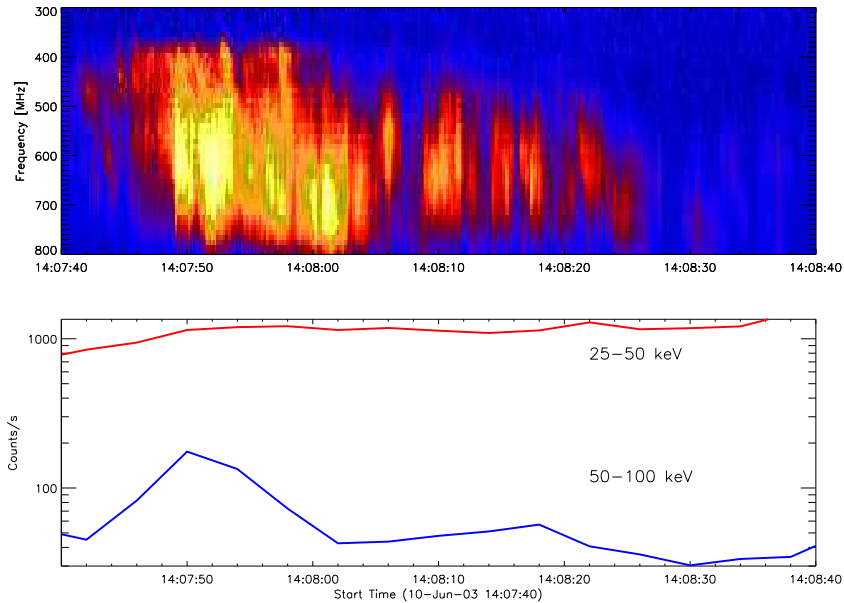 300
400
500
600
700
800
Frequency [MHz]
14:07:40 14:07:50 14:08:00 14:08:10 14:08:20 14:08:30 14:08:40
1000
100
Counts/s
25-50 keV
50-100 keV
14:07:50 14:08:00 14:08:10 14:08:20 14:08:30 14:08:40
Start Time (10-Jun-03 14:07:40)